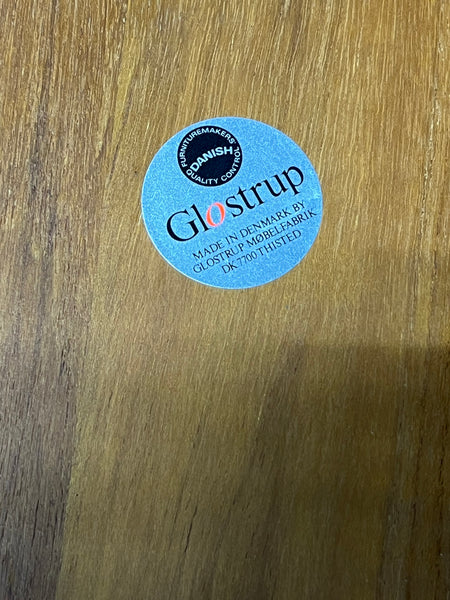 FURNITUREMAKERS'
DANISH
QUALITY CONTROL
Glostrup
MADE IN DENMARK BY
GLOSTRUP MØBELFABRIK
DK 7700 THISTED